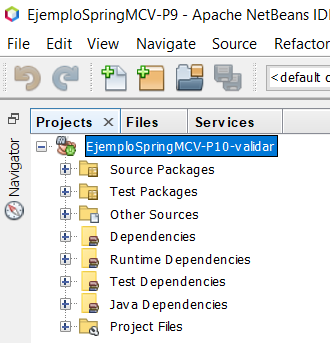 EjemploSpringMCV-P9 - Apache NetBeans IDE
File Edit View Navigate Source Refactor
<default c
Projects × Files Services
Navigator
EjemploSpringMCV-P10-validar
Source Packages
Test Packages
Other Sources
Dependencies
Runtime Dependencies
Test Dependencies
Java Dependencies
Project Files